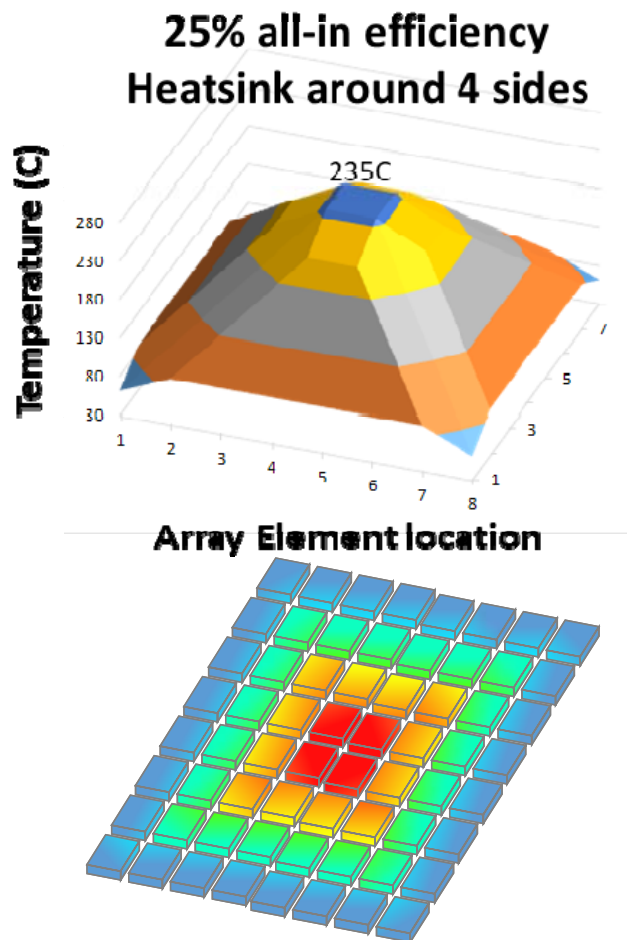 25% all-in efficiency
Heatsink around 4 sides
235C
Temperature (C)
280
230
180
130
80
30
1 2 3 4 5 6 7 8
1
3
5
7
Array Element location